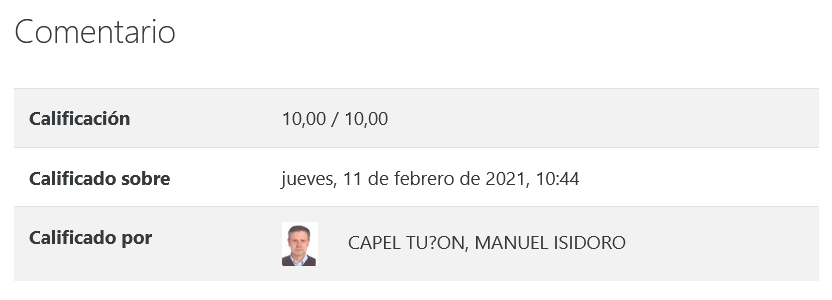 Comentario
Calificación 10,00 / 10,00
Calificado sobre jueves, 11 de febrero de 2021, 10:44
Calificado por CAPEL TU?ON, MANUEL ISIDORO